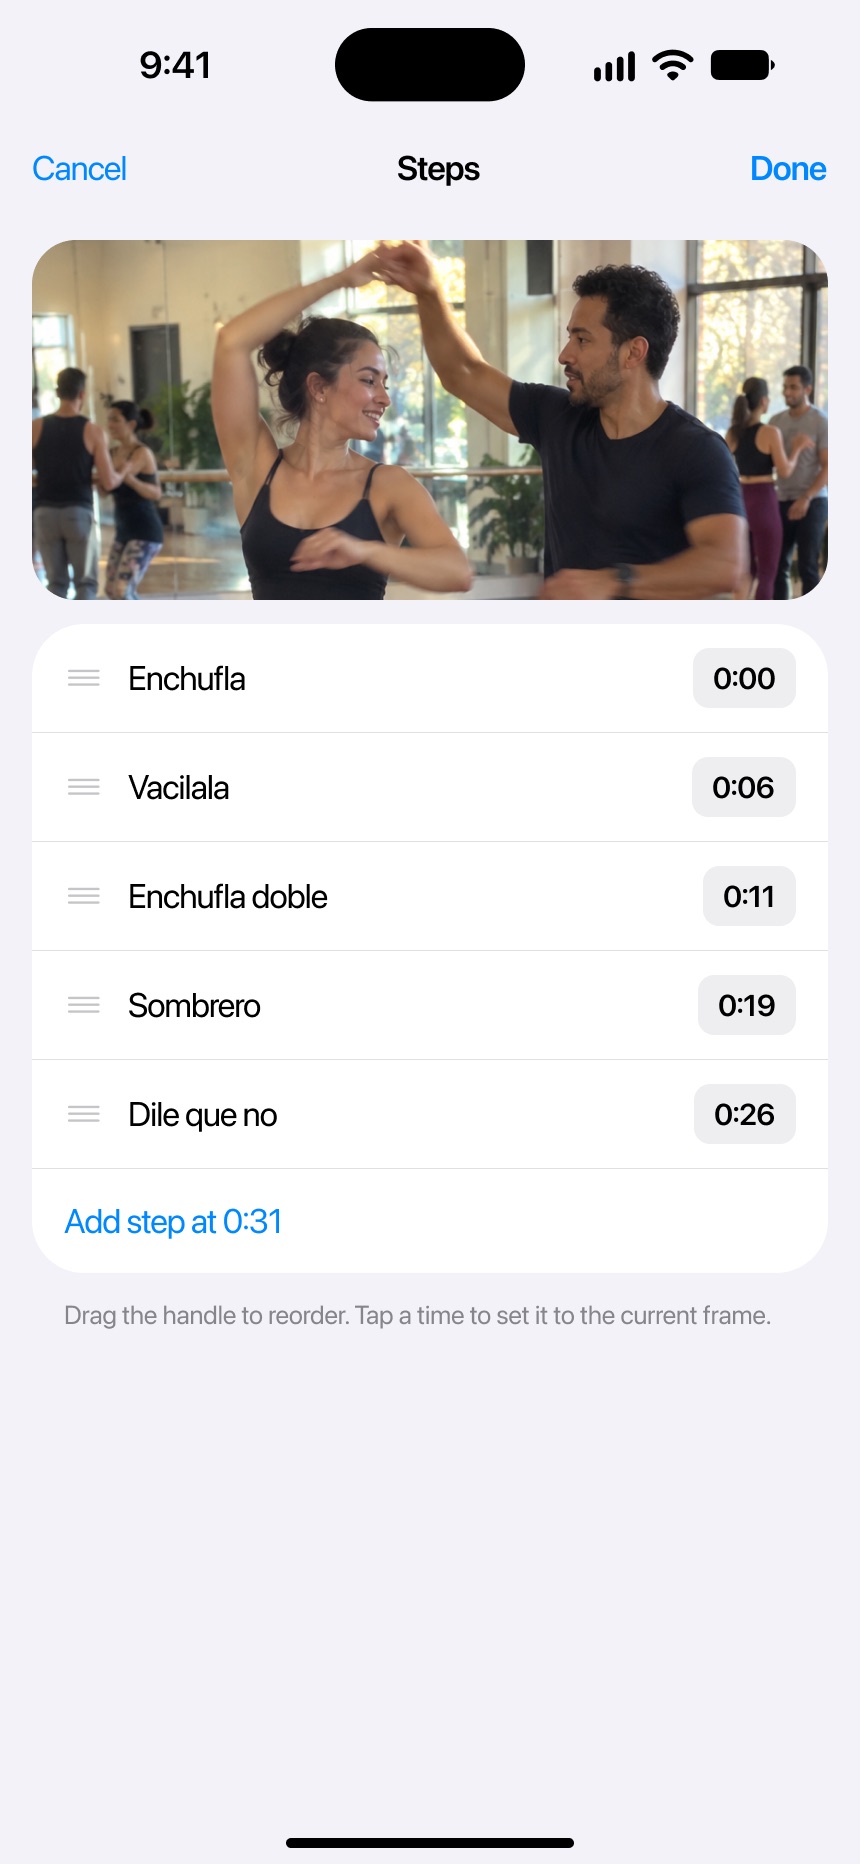 9:41
Cancel
Steps
Done
Enchufla
0:00
Vacilala
0:06
Enchufla doble
0:11
Sombrero
0:19
Dile que no
0:26
Add step at 0:31
Drag the handle to reorder. Tap a time to set it to the current frame.